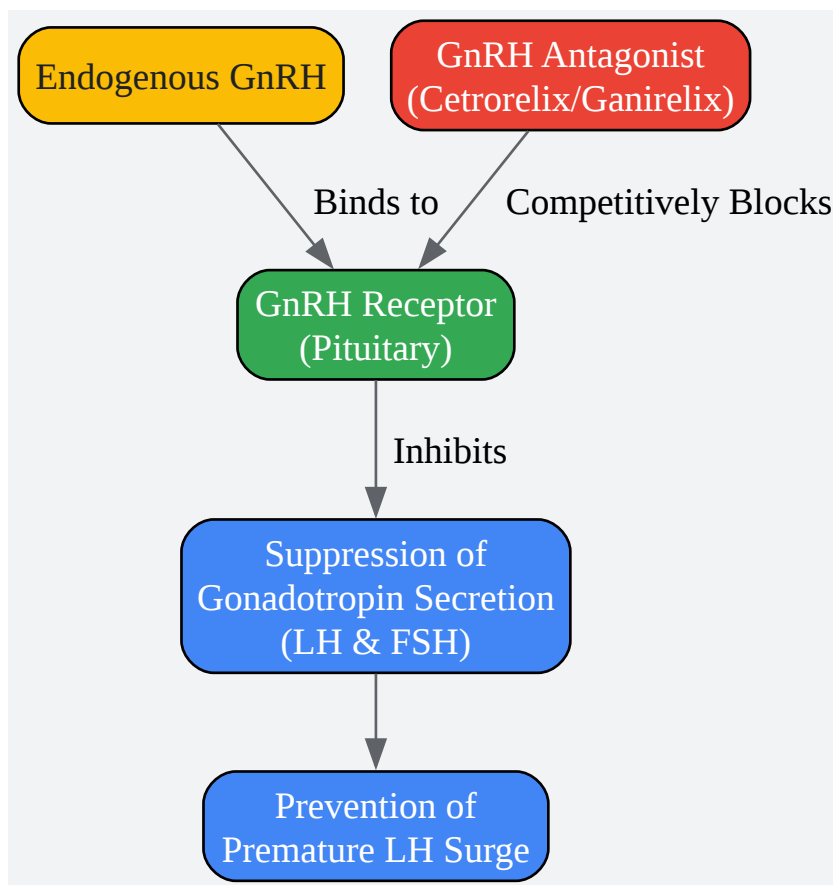 Endogenous GnRH
GnRH Antagonist
(Cetrorelix/Ganirelix)
Binds to
Competitively Blocks
GnRH Receptor
(Pituitary)
Inhibits
Suppression of
Gonadotropin Secretion
(LH & FSH)
Prevention of
Premature LH Surge